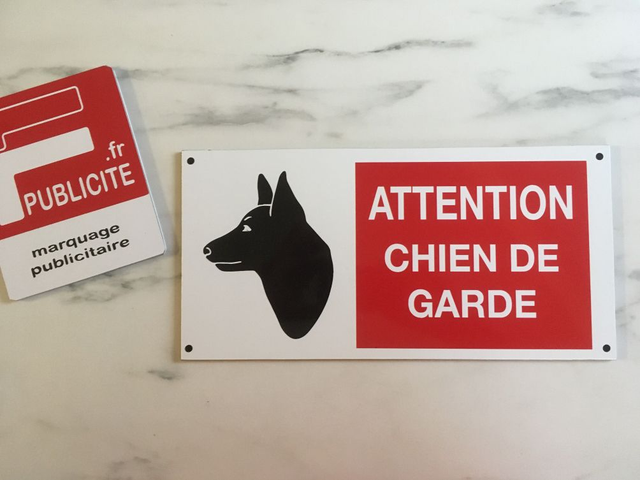 .fr
PUBLICITE
marquage
publicitaire
ATTENTION
CHIEN DE
GARDE